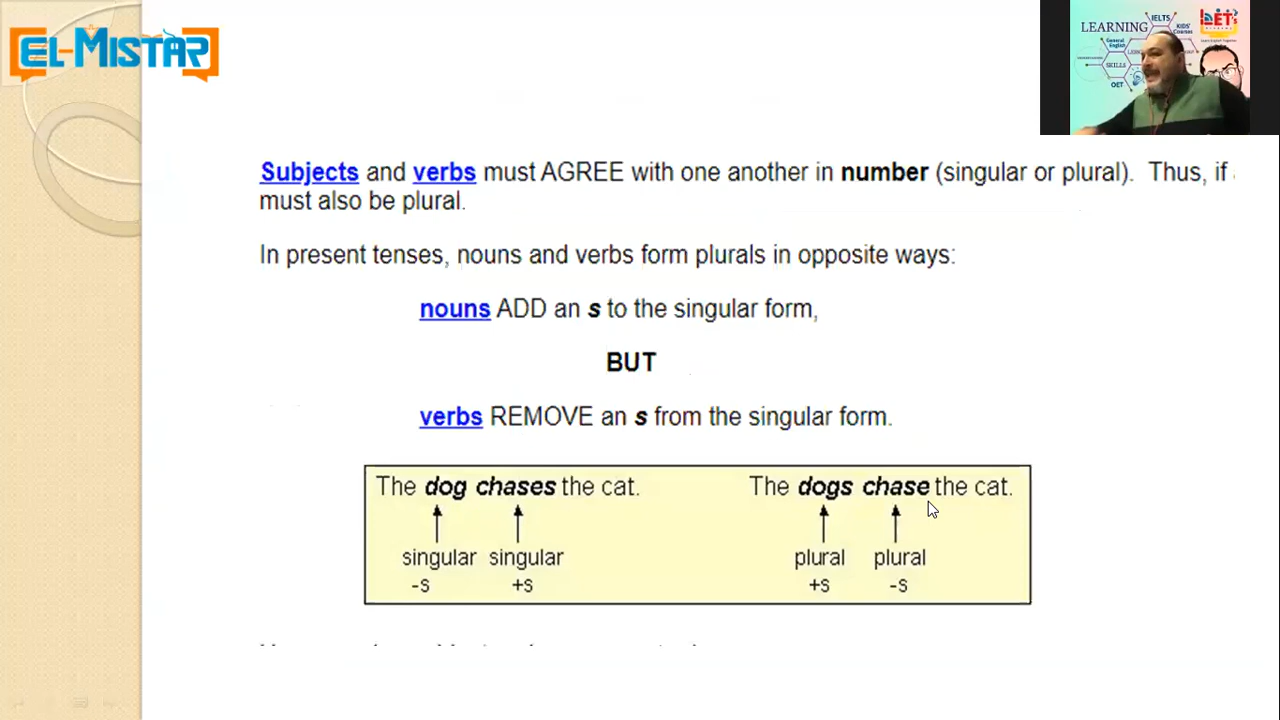 EL-MISTAR
LEARNING
IELTS
KIDS'
Courses
General
English
SKILLS
OET
LET'S
Subjects and verbs must AGREE with one another in number (singular or plural). Thus, if
must also be plural.
In present tenses, nouns and verbs form plurals in opposite ways:
nouns ADD an s to the singular form,
BUT
verbs REMOVE an s from the singular form.
The dog chases the cat. The dogs chase the cat.
singular singular plural plural
-s +s +s -s